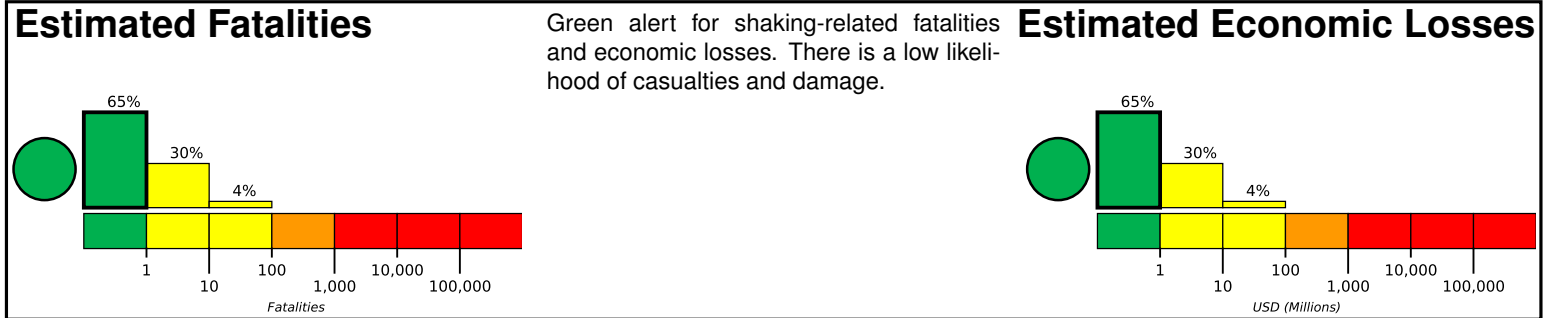 Estimated Fatalities
65%
30%
4%
1
10
100
1,000
10,000
100,000
Fatalities
Green alert for shaking-related fatalities
and economic losses. There is a low likeli-
hood of casualties and damage.
Estimated Economic Losses
65%
30%
4%
1
10
100
1,000
10,000
100,000
USD (Millions)